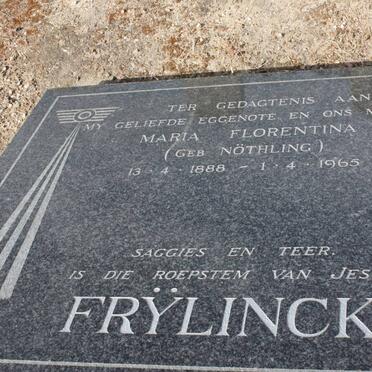 TER GEDAGTENIS AAN
MY GELIEFDE EGGENOTE EN ONS
MARIA FLORENTINA
(GEB NÖTHLING)
13 · 4 · 1888 – 1 · 4 · 1965
SAGGIES EN TEER.
IS DIE ROEPSTEM VAN
FRŸLINCK